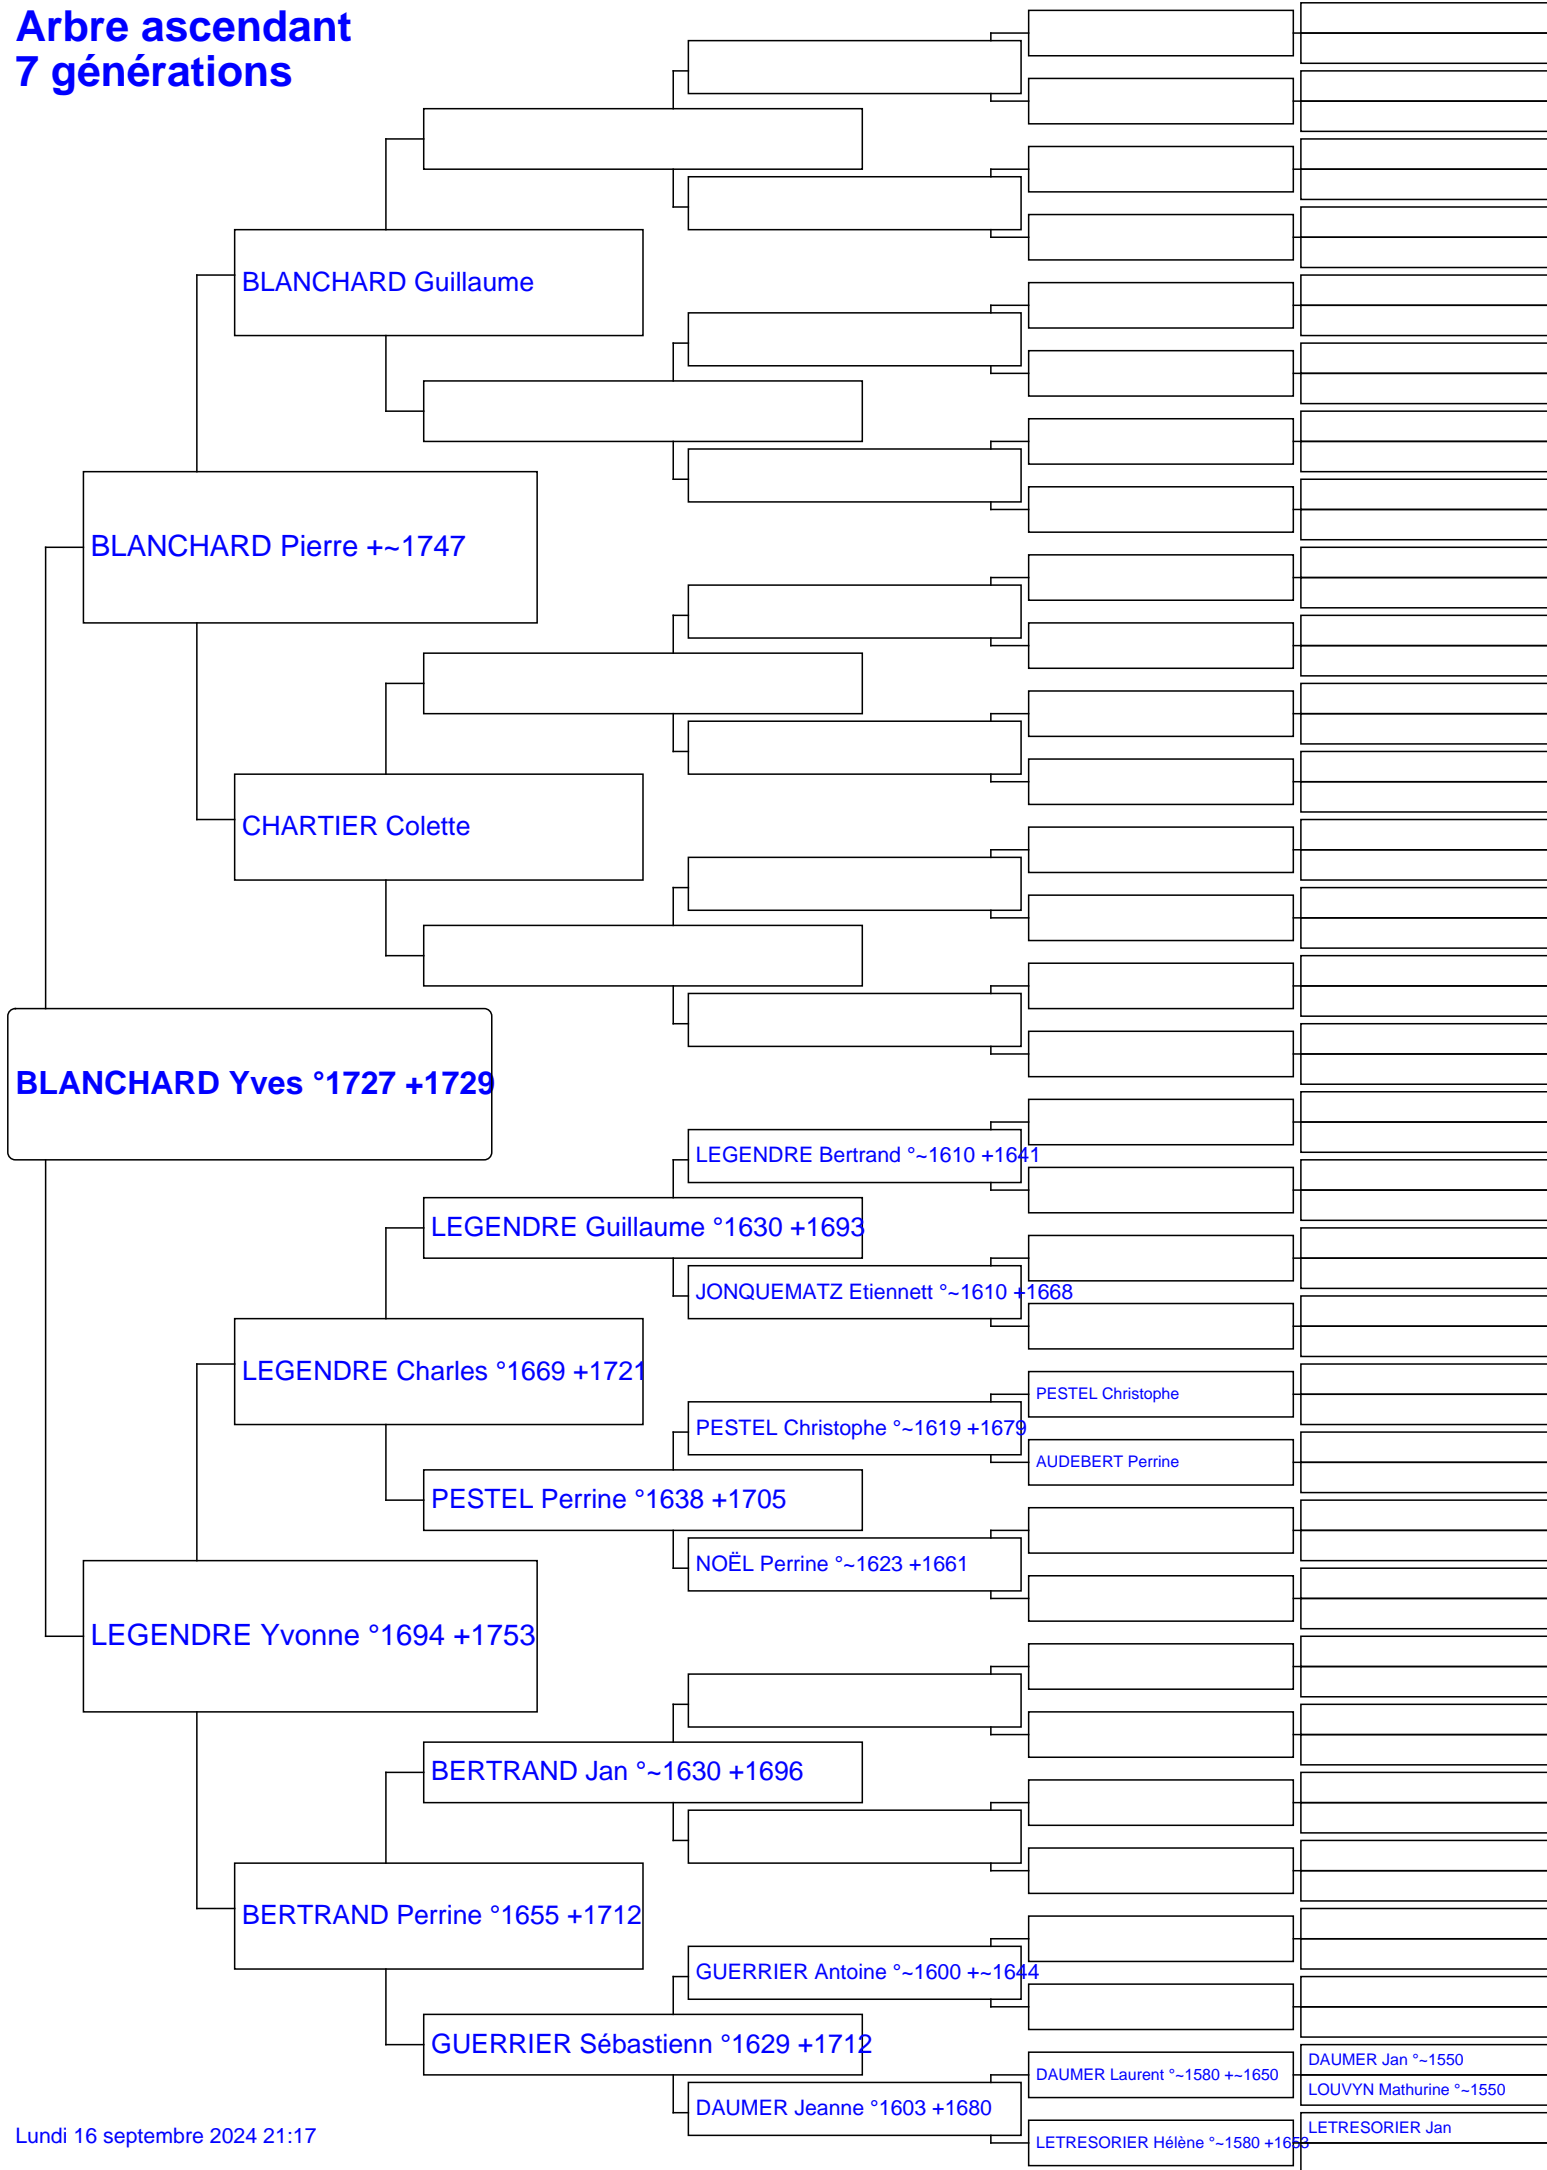 Arbre ascendant
7 générations
BLANCHARD Guillaume
BLANCHARD Pierre +~1747
CHARTIER Colette
BLANCHARD Yves °1727 +1729
LEGENDRE Bertrand °~1610 +1641
LEGENDRE Guillaume °1630 +1693
JONQUEMATZ Etiennett °~1610 +1668
LEGENDRE Charles °1669 +1721
PESTEL Christophe
PESTEL Christophe °~1619 +1679
AUDEBERT Perrine
PESTEL Perrine °1638 +1705
NOËL Perrine °~1623 +1661
LEGENDRE Yvonne °1694 +1753
BERTRAND Jan °~1630 +1696
BERTRAND Perrine °1655 +1712
GUERRIER Antoine °~1600 +~1644
GUERRIER Sébastienn °1629 +1712
DAUMER Jan °~1550
DAUMER Laurent °~1580 +~1650
LOUVYN Mathurine °~1550
DAUMER Jeanne °1603 +1680
LETRESORIER Jan
LETRESORIER Hélène °~1580 +1653
Lundi 16 septembre 2024 21:17